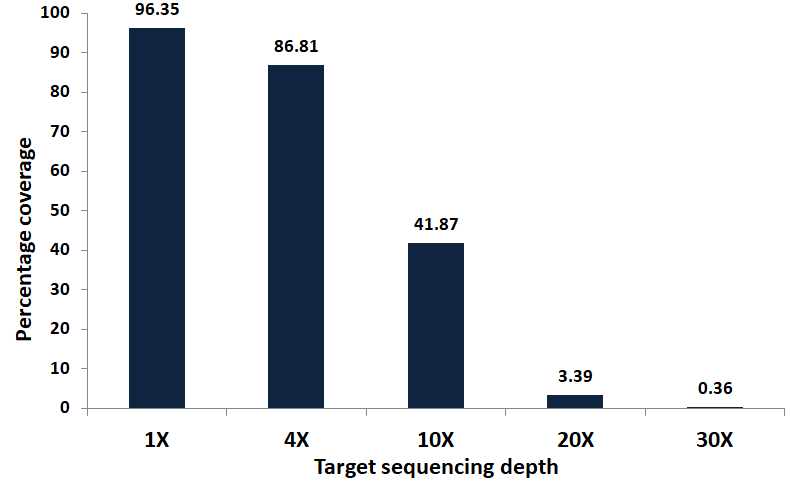 Percentage coverage
100
90
80
70
60
50
40
30
20
10
0
96.35
86.81
41.87
3.39
0.36
1X
4X
10X
20X
30X
Target sequencing depth